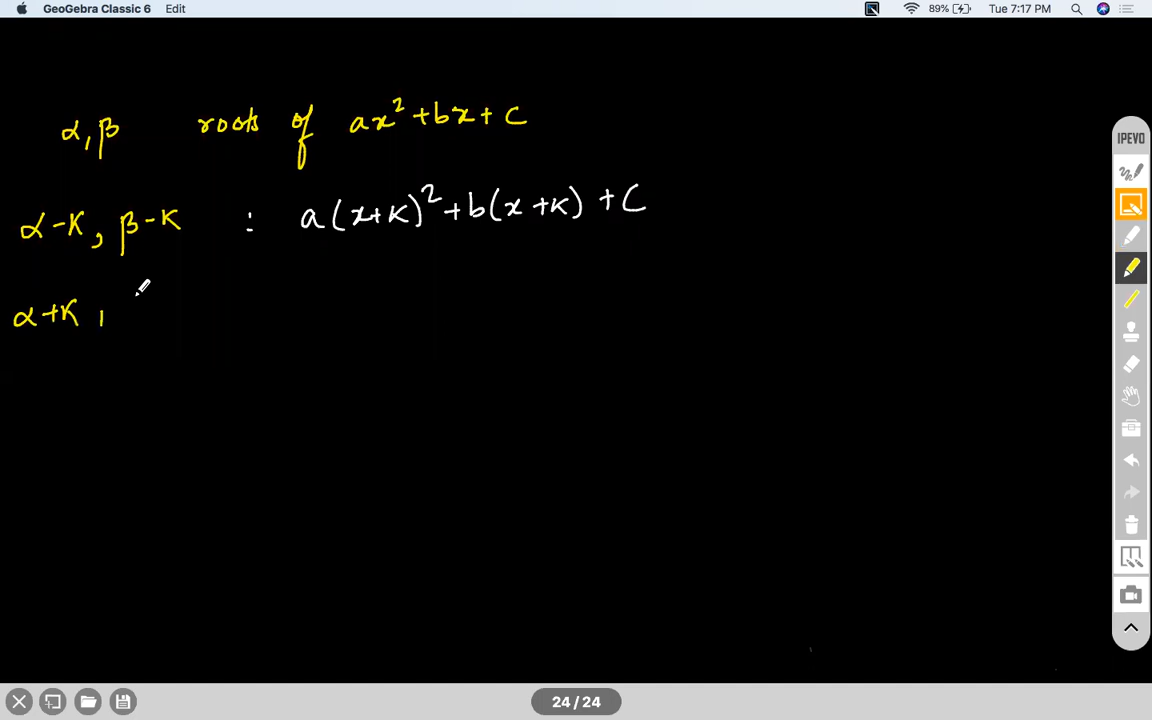 GeoGebra Classic 6 Edit 89% Tue 7:17 PM
α, β roots of ax² + bx + c
α-K, β-K : a(x+K)² + b(x+K) + C
α+K ,
IPEVO
24 / 24